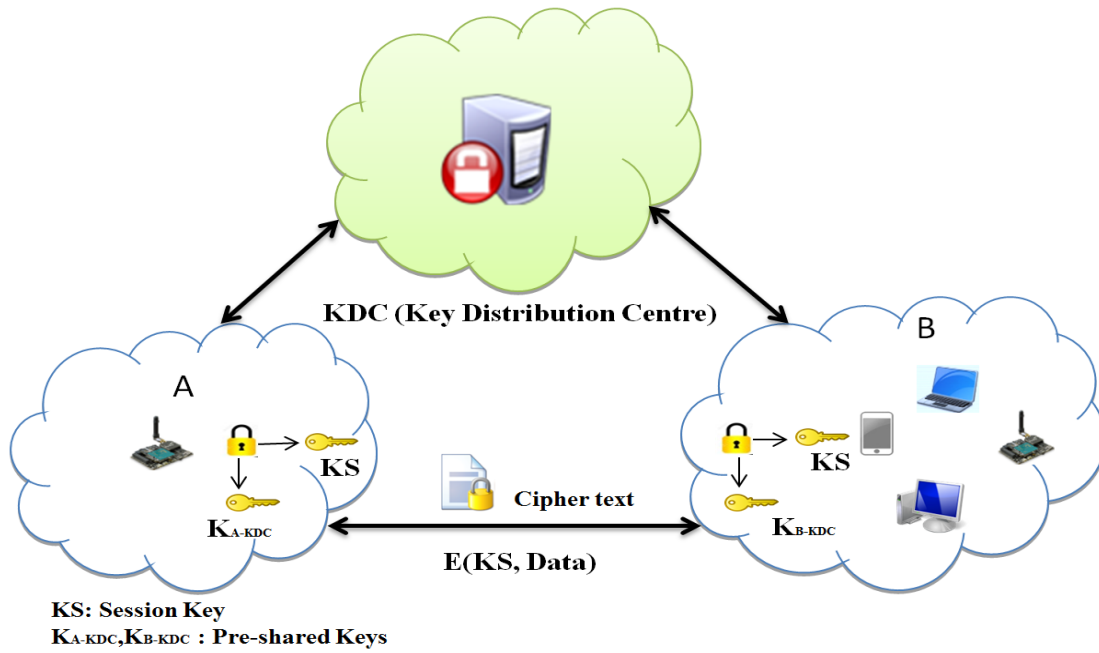 KDC (Key Distribution Centre)
A
B
KS
KA-KDC
KS
KB-KDC
Cipher text
E(KS, Data)
KS: Session Key
KA-KDC,KB-KDC : Pre-shared Keys